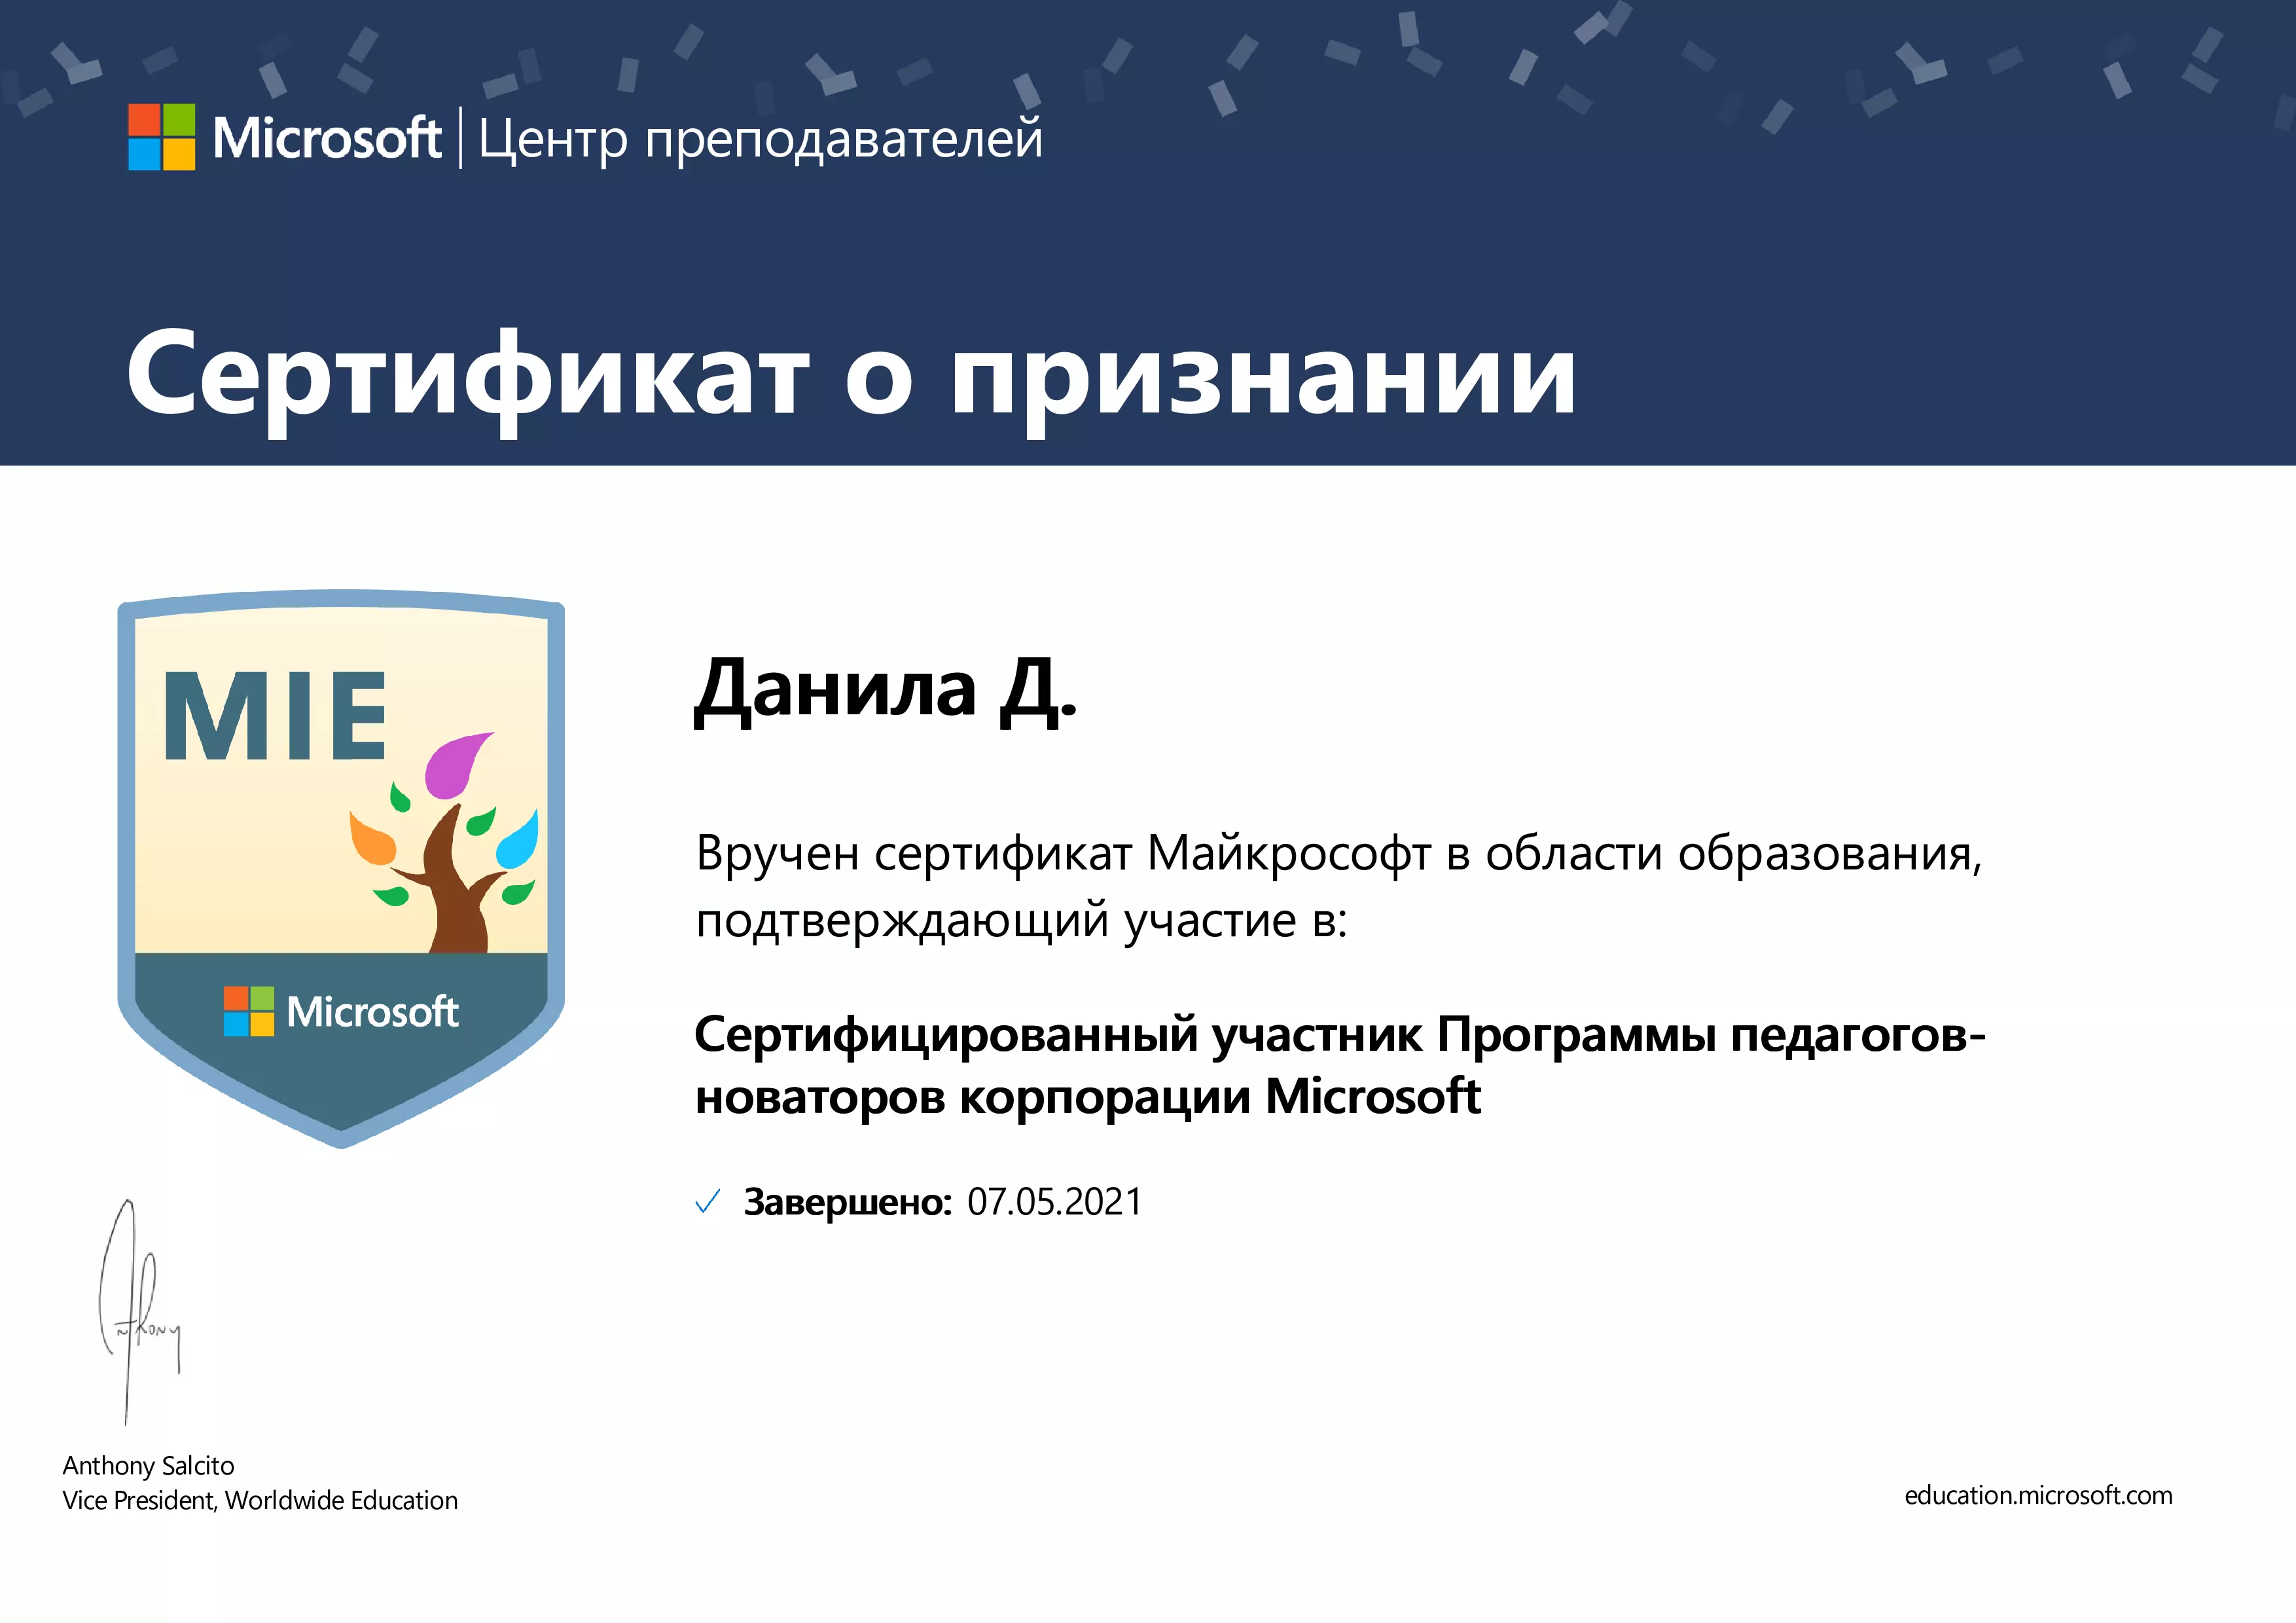 Microsoft | Центр преподавателей
Сертификат о признании
MIE
Microsoft
Данила Д.
Вручен сертификат Майкрософт в области образования,
подтверждающий участие в:
Сертифицированный участник Программы педагогов-
новаторов корпорации Microsoft
Завершено: 07.05.2021
Anthony
Anthony Salcito
Vice President, Worldwide Education
education.microsoft.com